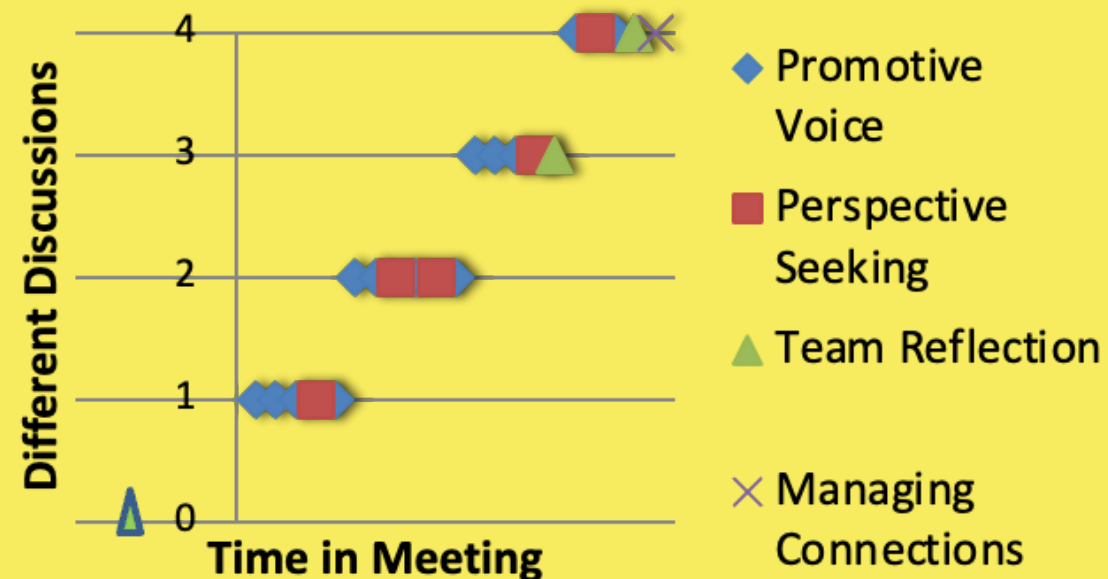 Different Discussions
4
3
2
1
0
Time in Meeting
Promotive
Voice
Perspective
Seeking
Team Reflection
Managing
Connections